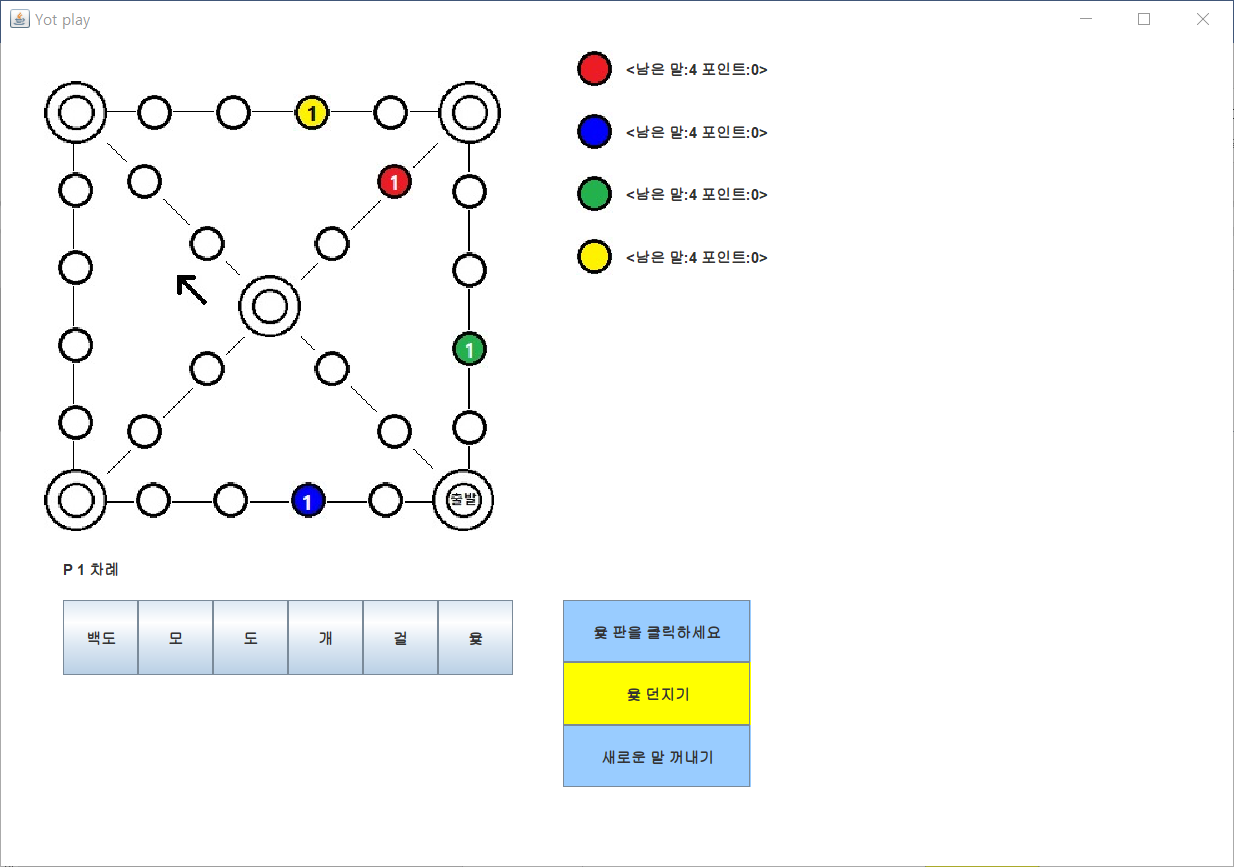 Yot play
<남은 말:4 포인트:0>
<남은 말:4 포인트:0>
<남은 말:4 포인트:0>
<남은 말:4 포인트:0>
1
1
1
1
출발
P 1 차례
백도 모 도 개 걸 윷
윷 판을 클릭하세요
윷 던지기
새로운 말 꺼내기